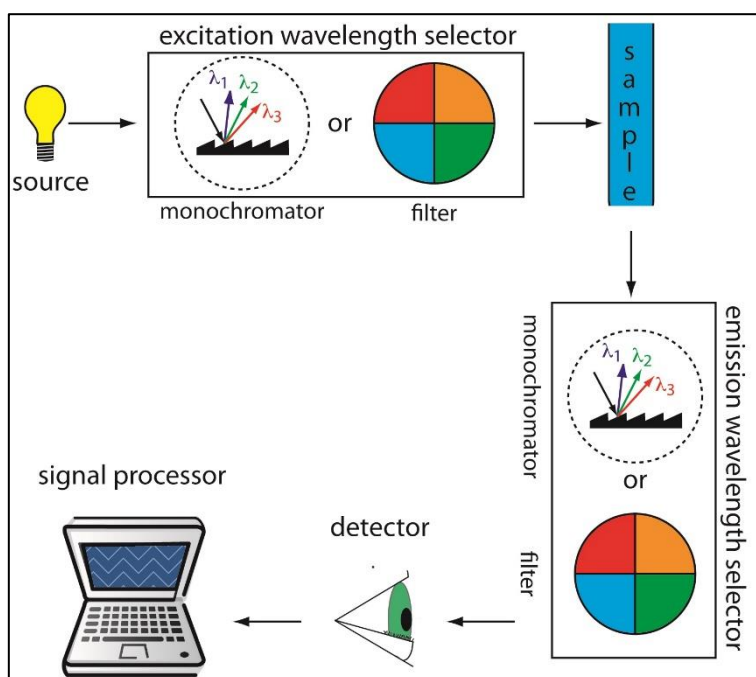 excitation wavelength selector
λ1
λ2
λ3
or
source
monochromator
filter
sample
emission wavelength selector
monochromator
λ1
λ2
λ3
or
filter
signal processor
detector